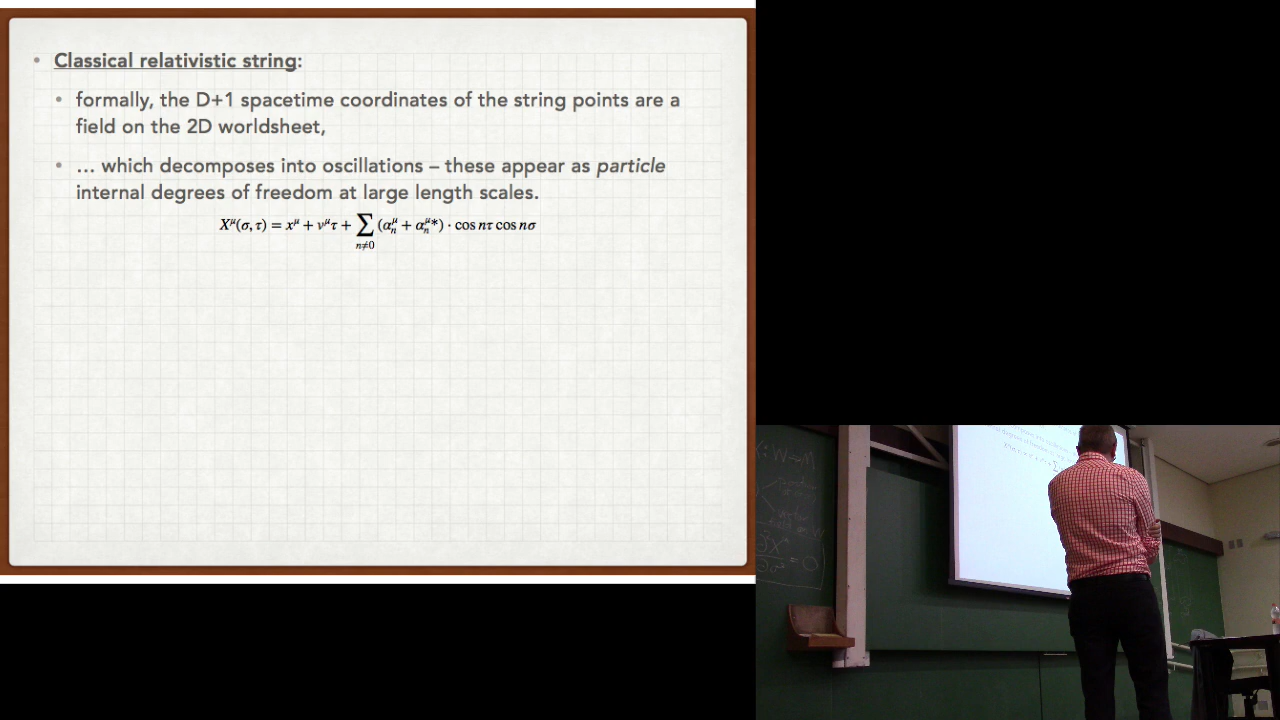 • Classical relativistic string:
• formally, the D+1 spacetime coordinates of the string points are a
field on the 2D worldsheet,
• … which decomposes into oscillations – these appear as particle
internal degrees of freedom at large length scales.
X^μ(σ, τ) = x^μ + v^μτ + ∑_{n≠0} (α_n^μ + α_n^{μ*}) · cos nτ cos nσ
X: W → M